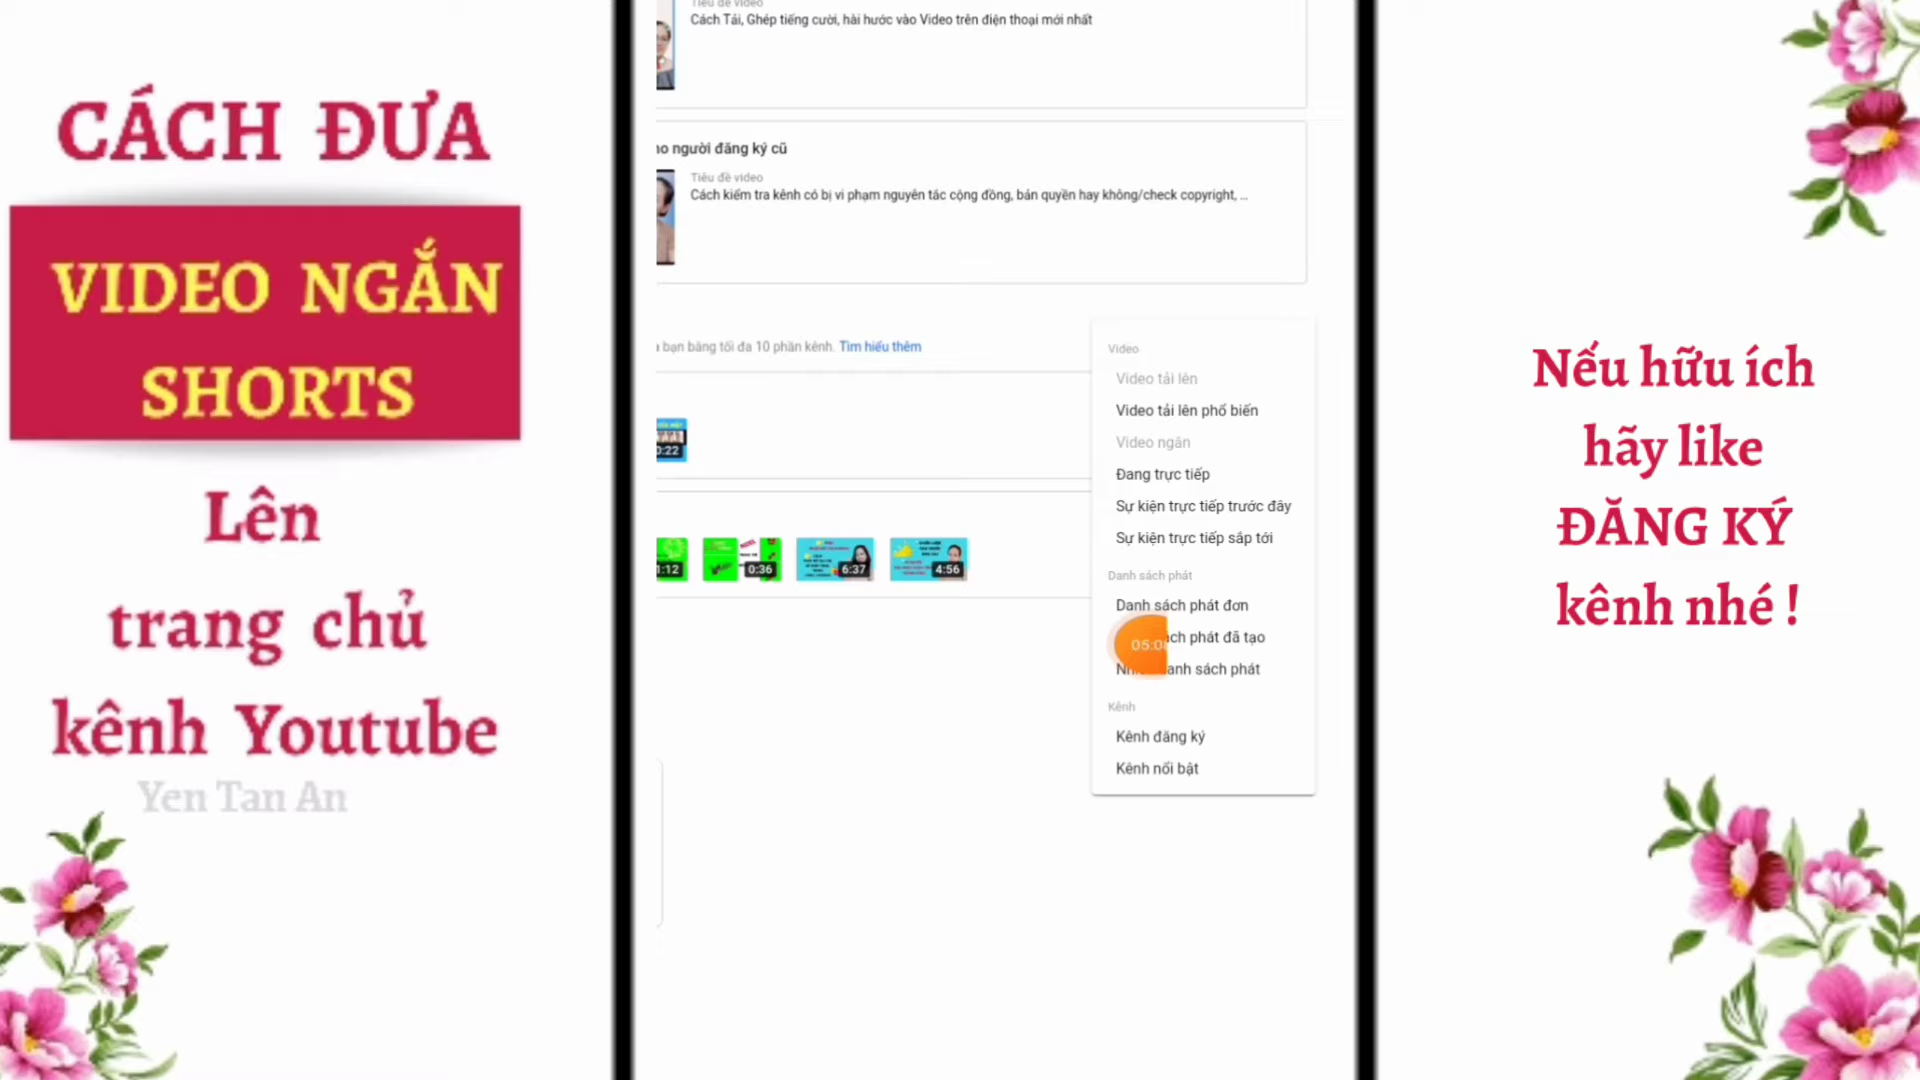 CÁCH ĐƯA
VIDEO NGẮN
SHORTS
Lên
trang chủ
kênh Youtube
Yen Tan An
Tiêu đề video
Cách Tải, Ghép tiếng cười, hài hước vào Video trên điện thoại mới nhất
người đăng ký cũ
Tiêu đề video
Cách kiểm tra kênh có bị vi phạm nguyên tắc cộng đồng, bản quyền hay không/check copyright, ...
bạn bằng tối đa 10 phần kênh. Tìm hiểu thêm
0:22
1:12
0:36
6:37
4:56
Video
Video tải lên
Video tải lên phổ biến
Video ngắn
Đang trực tiếp
Sự kiện trực tiếp trước đây
Sự kiện trực tiếp sắp tới
Danh sách phát
Danh sách phát đơn
phát đã tạo
danh sách phát
Kênh
Kênh đăng ký
Kênh nổi bật
Nếu hữu ích
hãy like
ĐĂNG KÝ
kênh nhé !